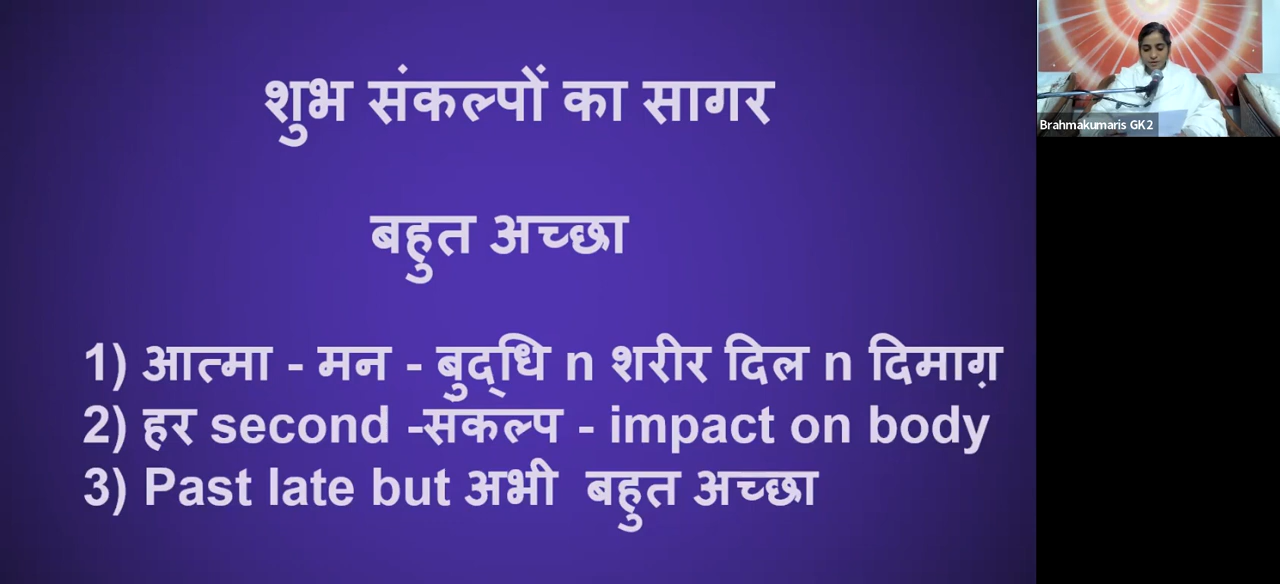 शुभ संकल्पों का सागर
बहुत अच्छा
1) आत्मा - मन - बुद्धि n शरीर दिल n दिमाग़
2) हर second -सकल्प - impact on body
3) Past late but अभी बहुत अच्छा
Brahmakumaris GK2